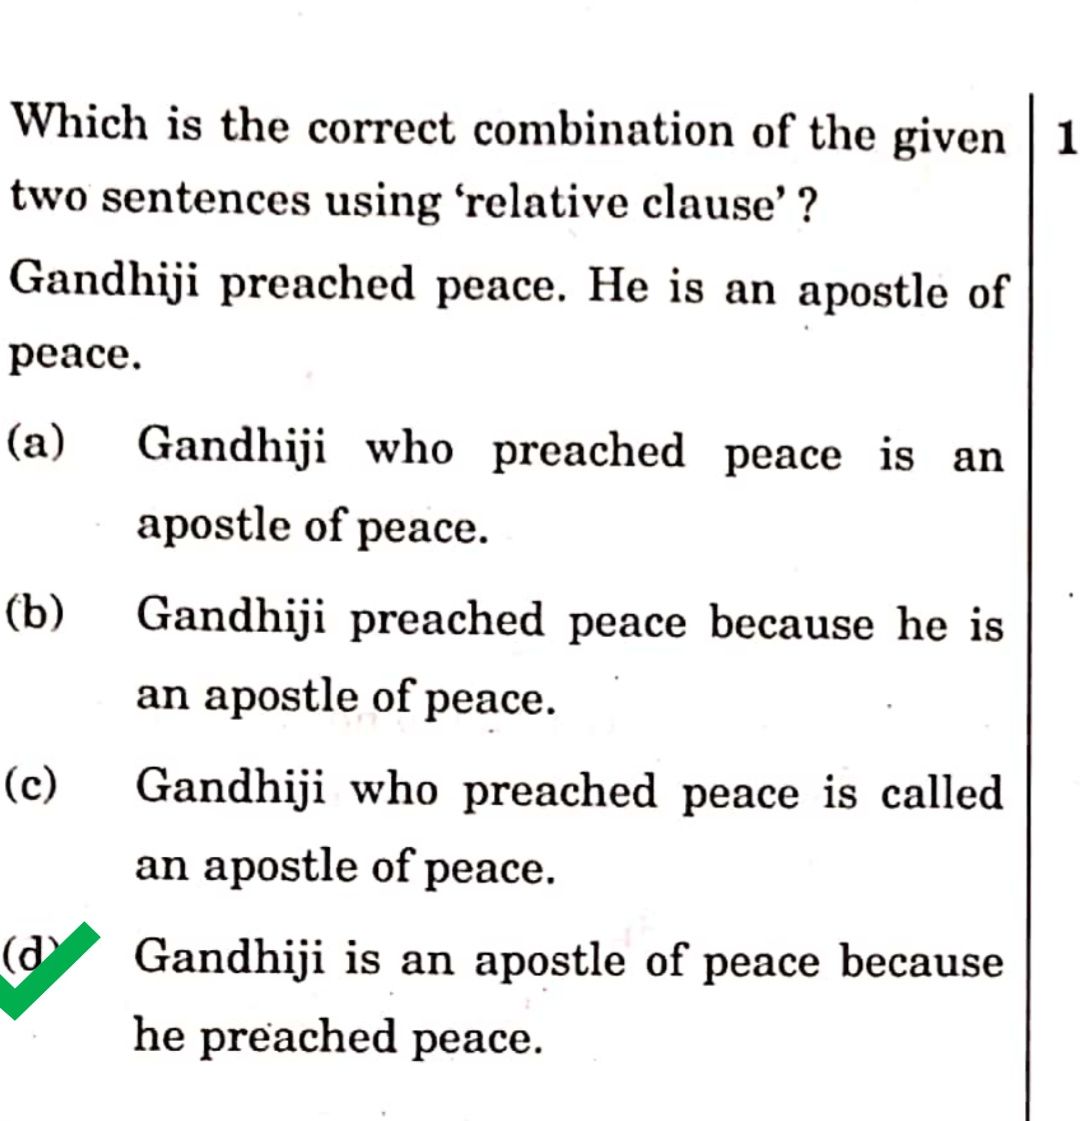 Which is the correct combination of the given
1
two sentences using ‘relative clause’ ?
Gandhiji preached peace. He is an apostle of
peace.
(a) Gandhiji who preached peace is an
apostle of peace.
(b) Gandhiji preached peace because he is
an apostle of peace.
(c) Gandhiji who preached peace is called
an apostle of peace.
(d) Gandhiji is an apostle of peace because
he preached peace.